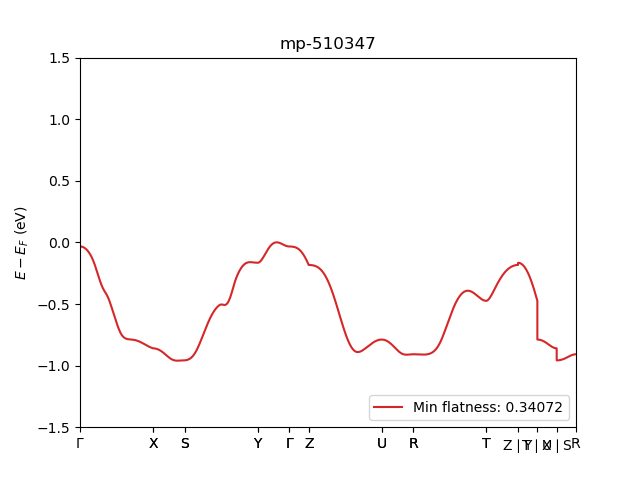 mp-510347
E − E_F (eV)
1.5
1.0
0.5
0.0
−0.5
−1.0
−1.5
Min flatness: 0.34072
Γ X S Y Γ Z U R T Z | T Y | X S R